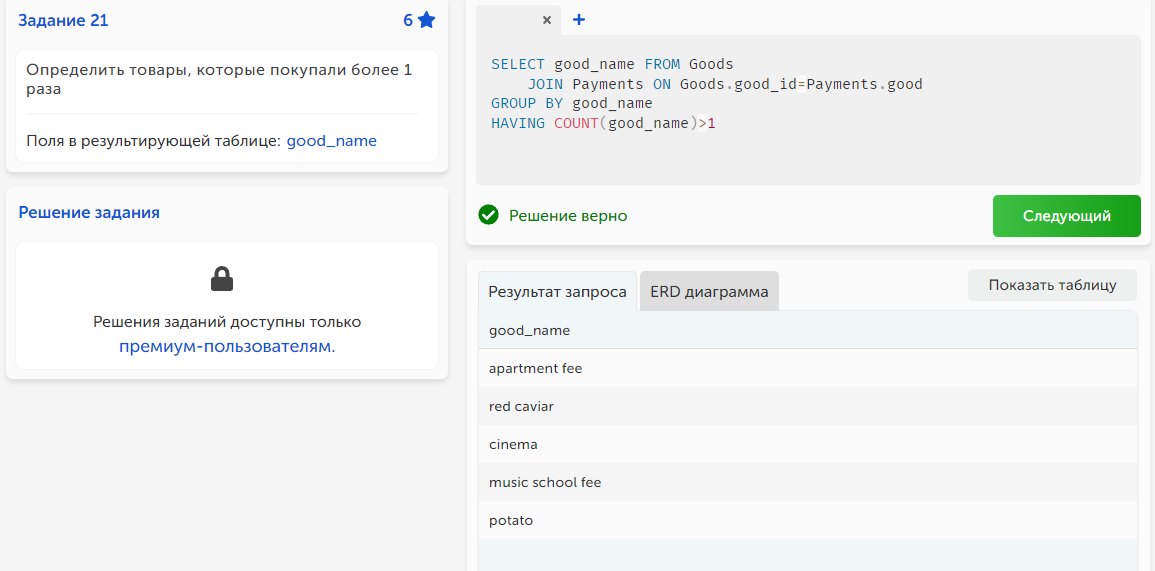 Задание 21
6
Определить товары, которые покупали более 1
раза
Поля в результирующей таблице: good_name
Решение задания
Решения заданий доступны только
премиум-пользователям.
SELECT good_name FROM Goods
JOIN Payments ON Goods.good_id=Payments.good
GROUP BY good_name
HAVING COUNT(good_name)>1
Решение верно
Следующий
Результат запроса
ERD диаграмма
Показать таблицу
good_name
apartment fee
red caviar
cinema
music school fee
potato